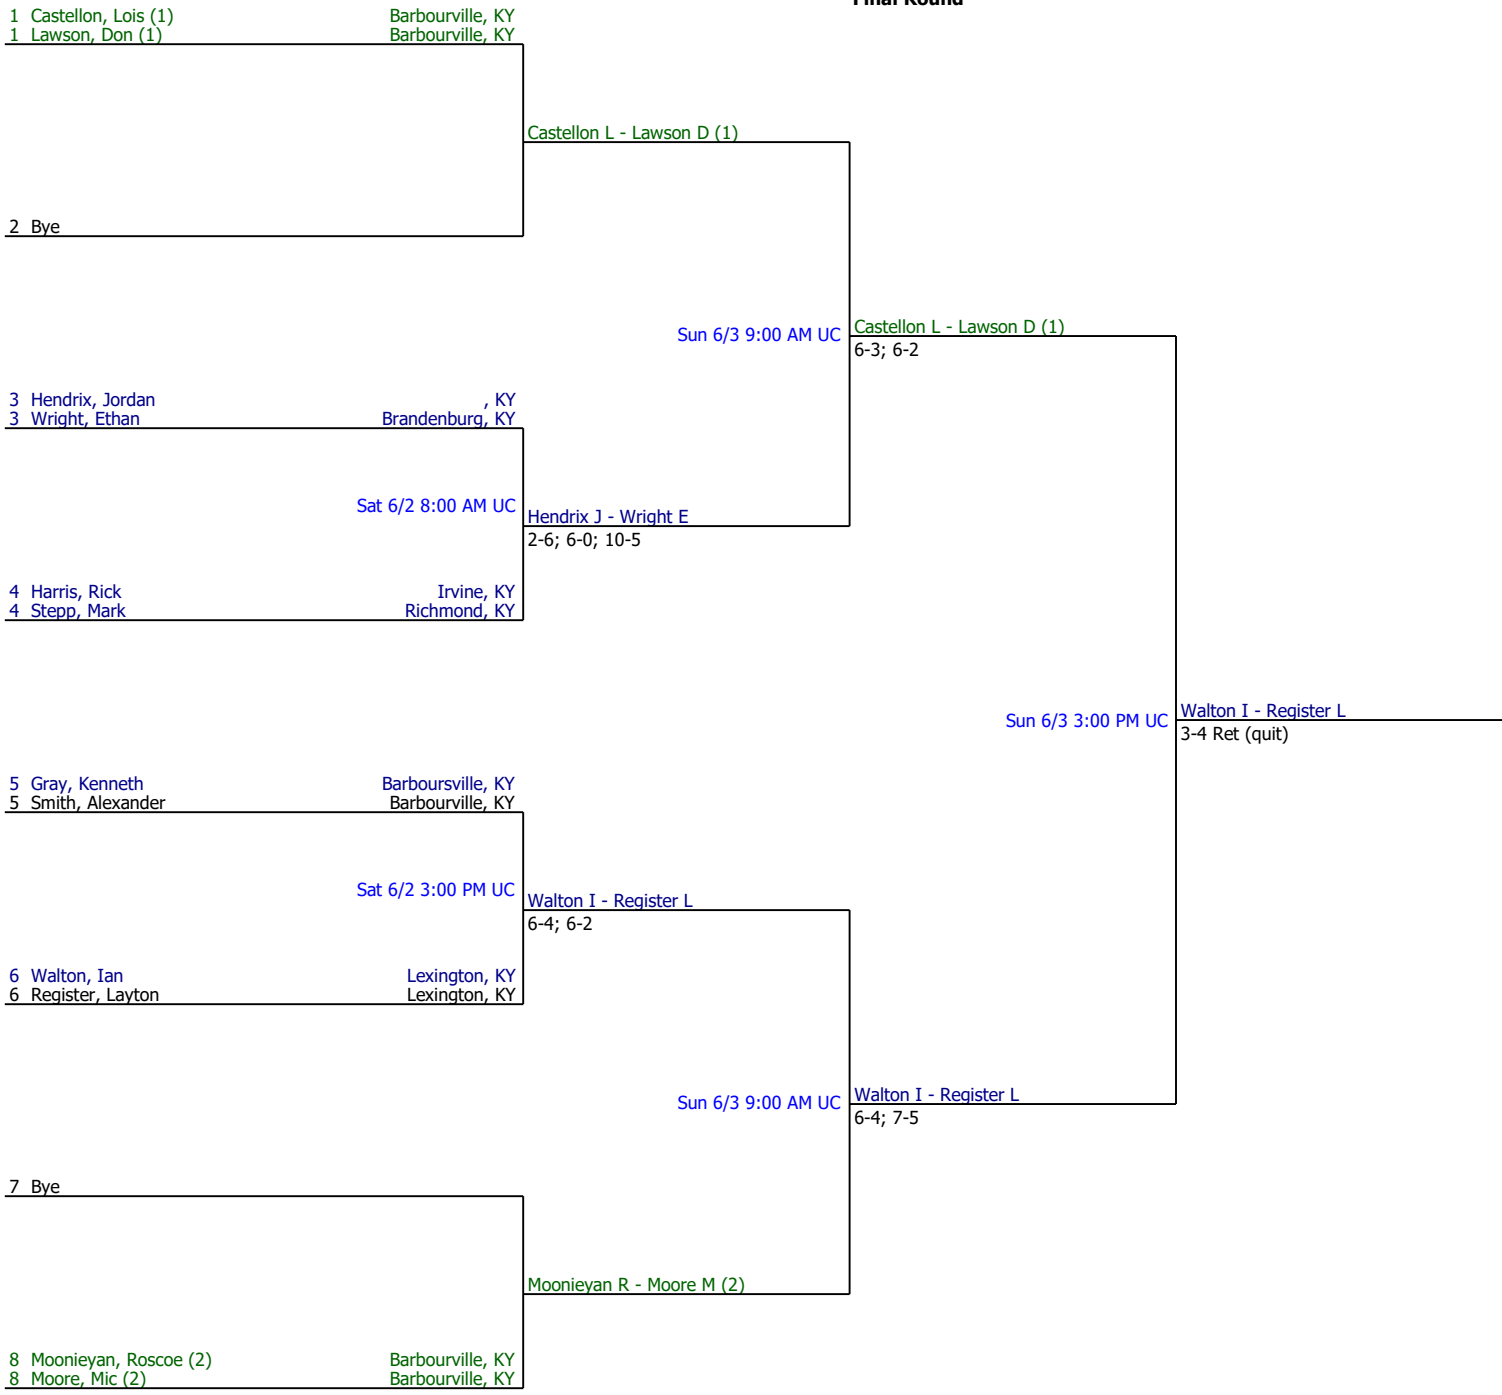 Final Round
1 Castellon, Lois (1) Barbourville, KY
1 Lawson, Don (1) Barbourville, KY
Castellon L - Lawson D (1)
2 Bye
Sun 6/3 9:00 AM UC
Castellon L - Lawson D (1)
6-3; 6-2
3 Hendrix, Jordan , KY
3 Wright, Ethan Brandenburg, KY
Sat 6/2 8:00 AM UC
Hendrix J - Wright E
2-6; 6-0; 10-5
4 Harris, Rick Irvine, KY
4 Stepp, Mark Richmond, KY
Sun 6/3 3:00 PM UC
Walton I - Register L
3-4 Ret (quit)
5 Gray, Kenneth Barboursville, KY
5 Smith, Alexander Barbourville, KY
Sat 6/2 3:00 PM UC
Walton I - Register L
6-4; 6-2
6 Walton, Ian Lexington, KY
6 Register, Layton Lexington, KY
Sun 6/3 9:00 AM UC
Walton I - Register L
6-4; 7-5
7 Bye
Moonieyan R - Moore M (2)
8 Moonieyan, Roscoe (2) Barbourville, KY
8 Moore, Mic (2) Barbourville, KY